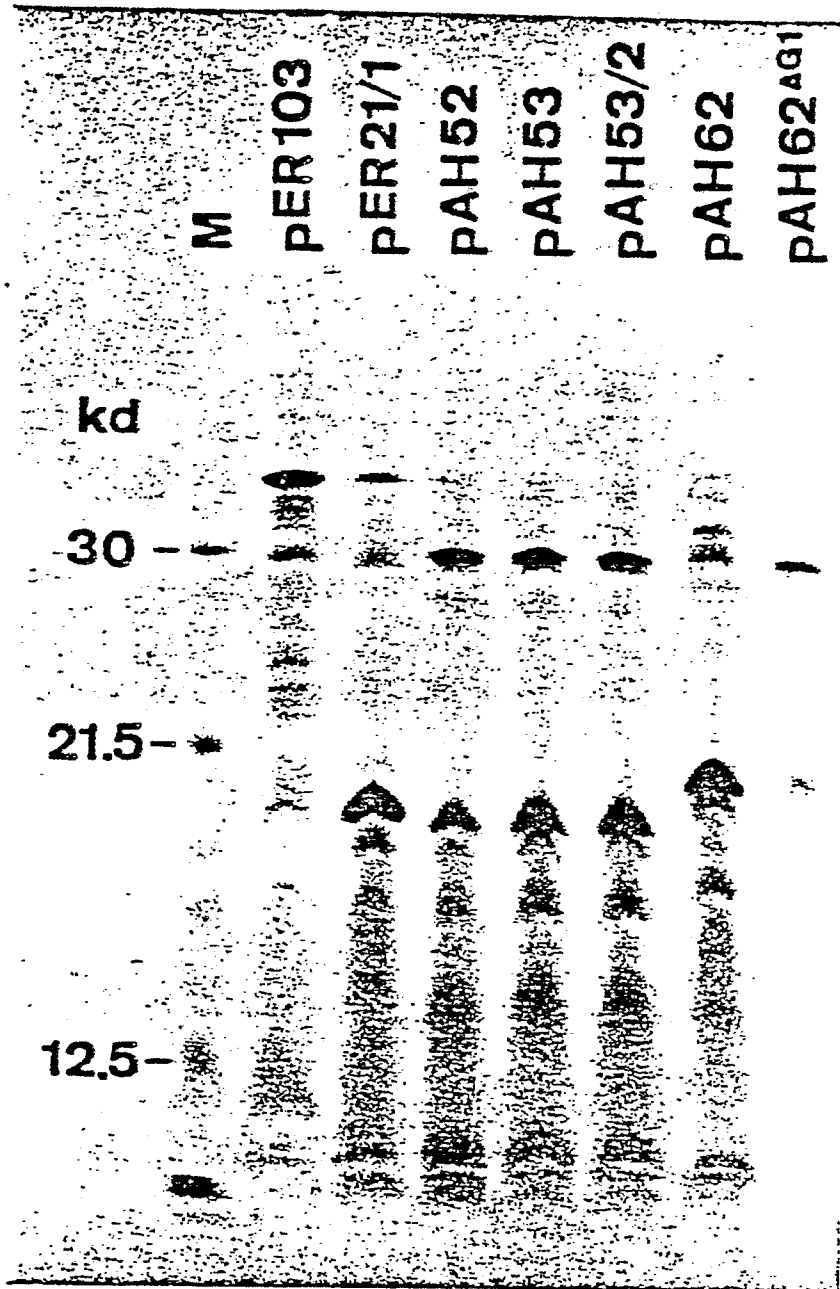 M
pER103
pER21/1
pAH52
pAH53
pAH53/2
pAH62
pAH62ΔG1
kd
30
21.5
12.5